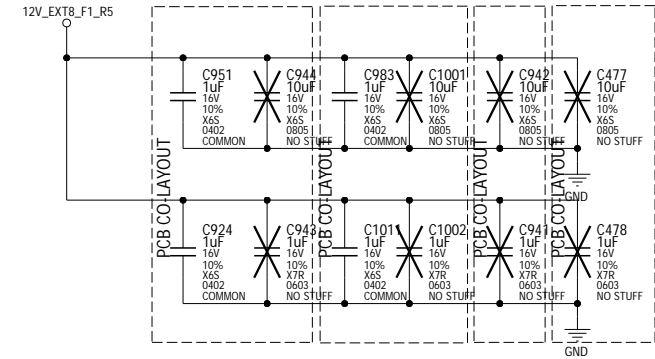 12V_EXT8_F1_R5
C951
1uF
16V
10%
X6S
0402
COMMON
C944
10uF
16V
10%
X6S
0805
NO STUFF
C983
1uF
16V
10%
X6S
0402
COMMON
C1001
10uF
16V
10%
X6S
0805
NO STUFF
C942
10uF
16V
10%
X6S
0805
NO STUFF
C477
10uF
16V
10%
X6S
0805
NO STUFF
GND
PCB CO-LAYOUT
PCB CO-LAYOUT
PCB CO-LAYOUT
PCB CO-LAYOUT
C924
1uF
16V
10%
X6S
0402
COMMON
C943
1uF
16V
10%
X7R
0603
NO STUFF
C1011
1uF
16V
10%
X6S
0402
COMMON
C1002
1uF
16V
10%
X7R
0603
NO STUFF
C941
1uF
16V
10%
X7R
0603
NO STUFF
C478
1uF
16V
10%
X7R
0603
NO STUFF
GND